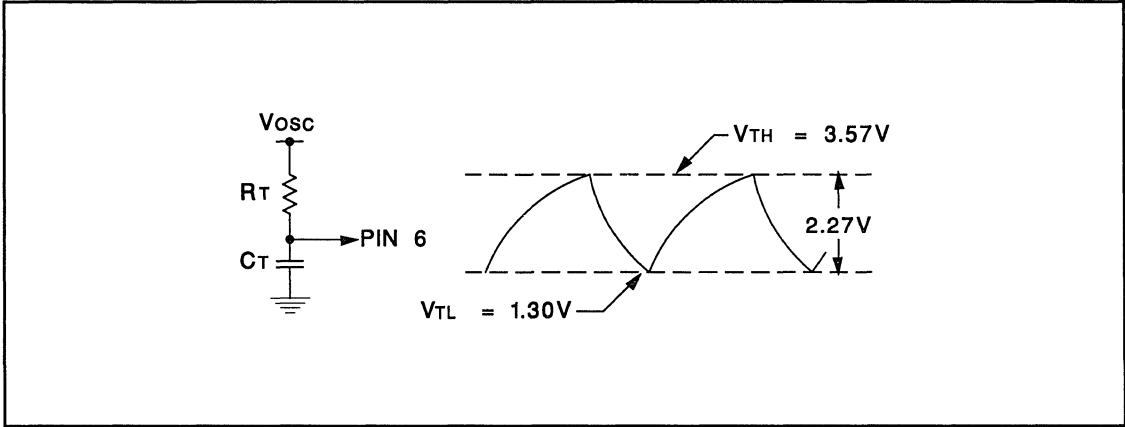 VOSC
RT
PIN 6
CT
VTH = 3.57V
2.27V
VTL = 1.30V